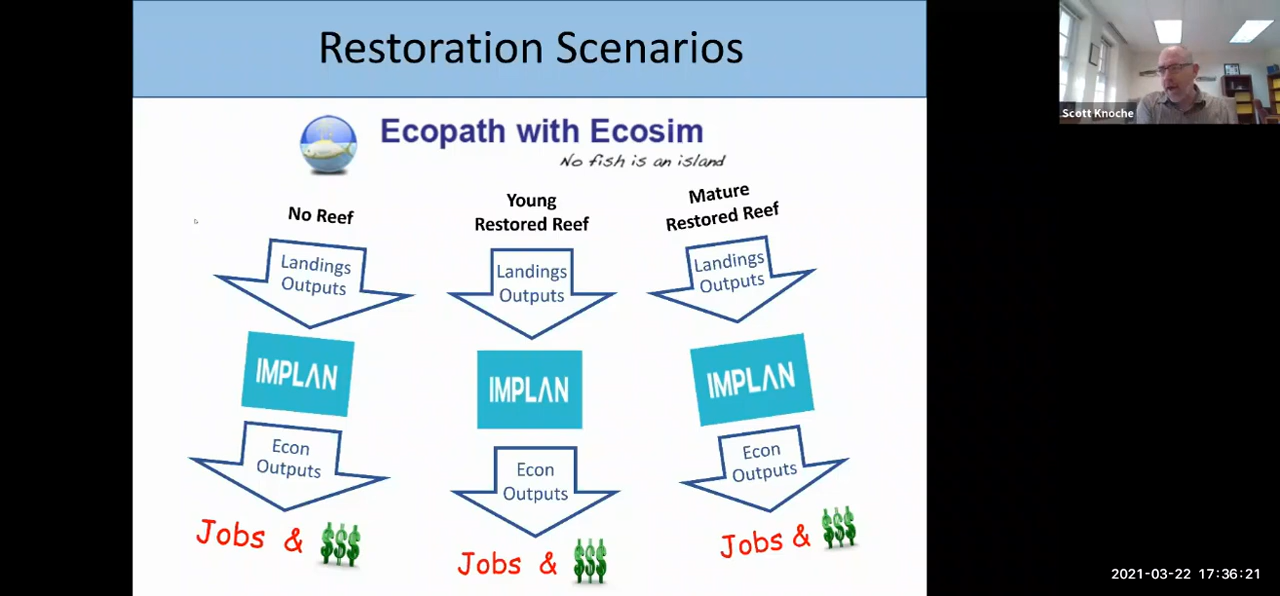 Restoration Scenarios
Scott Knoche
Ecopath with Ecosim
No fish is an island
No Reef
Young
Restored Reef
Mature
Restored Reef
Landings
Outputs
Landings
Outputs
Landings
Outputs
IMPLAN
IMPLAN
IMPLAN
Econ
Outputs
Econ
Outputs
Econ
Outputs
Jobs & $$$
Jobs & $$$
Jobs & $$$
2021-03-22 17:36:21